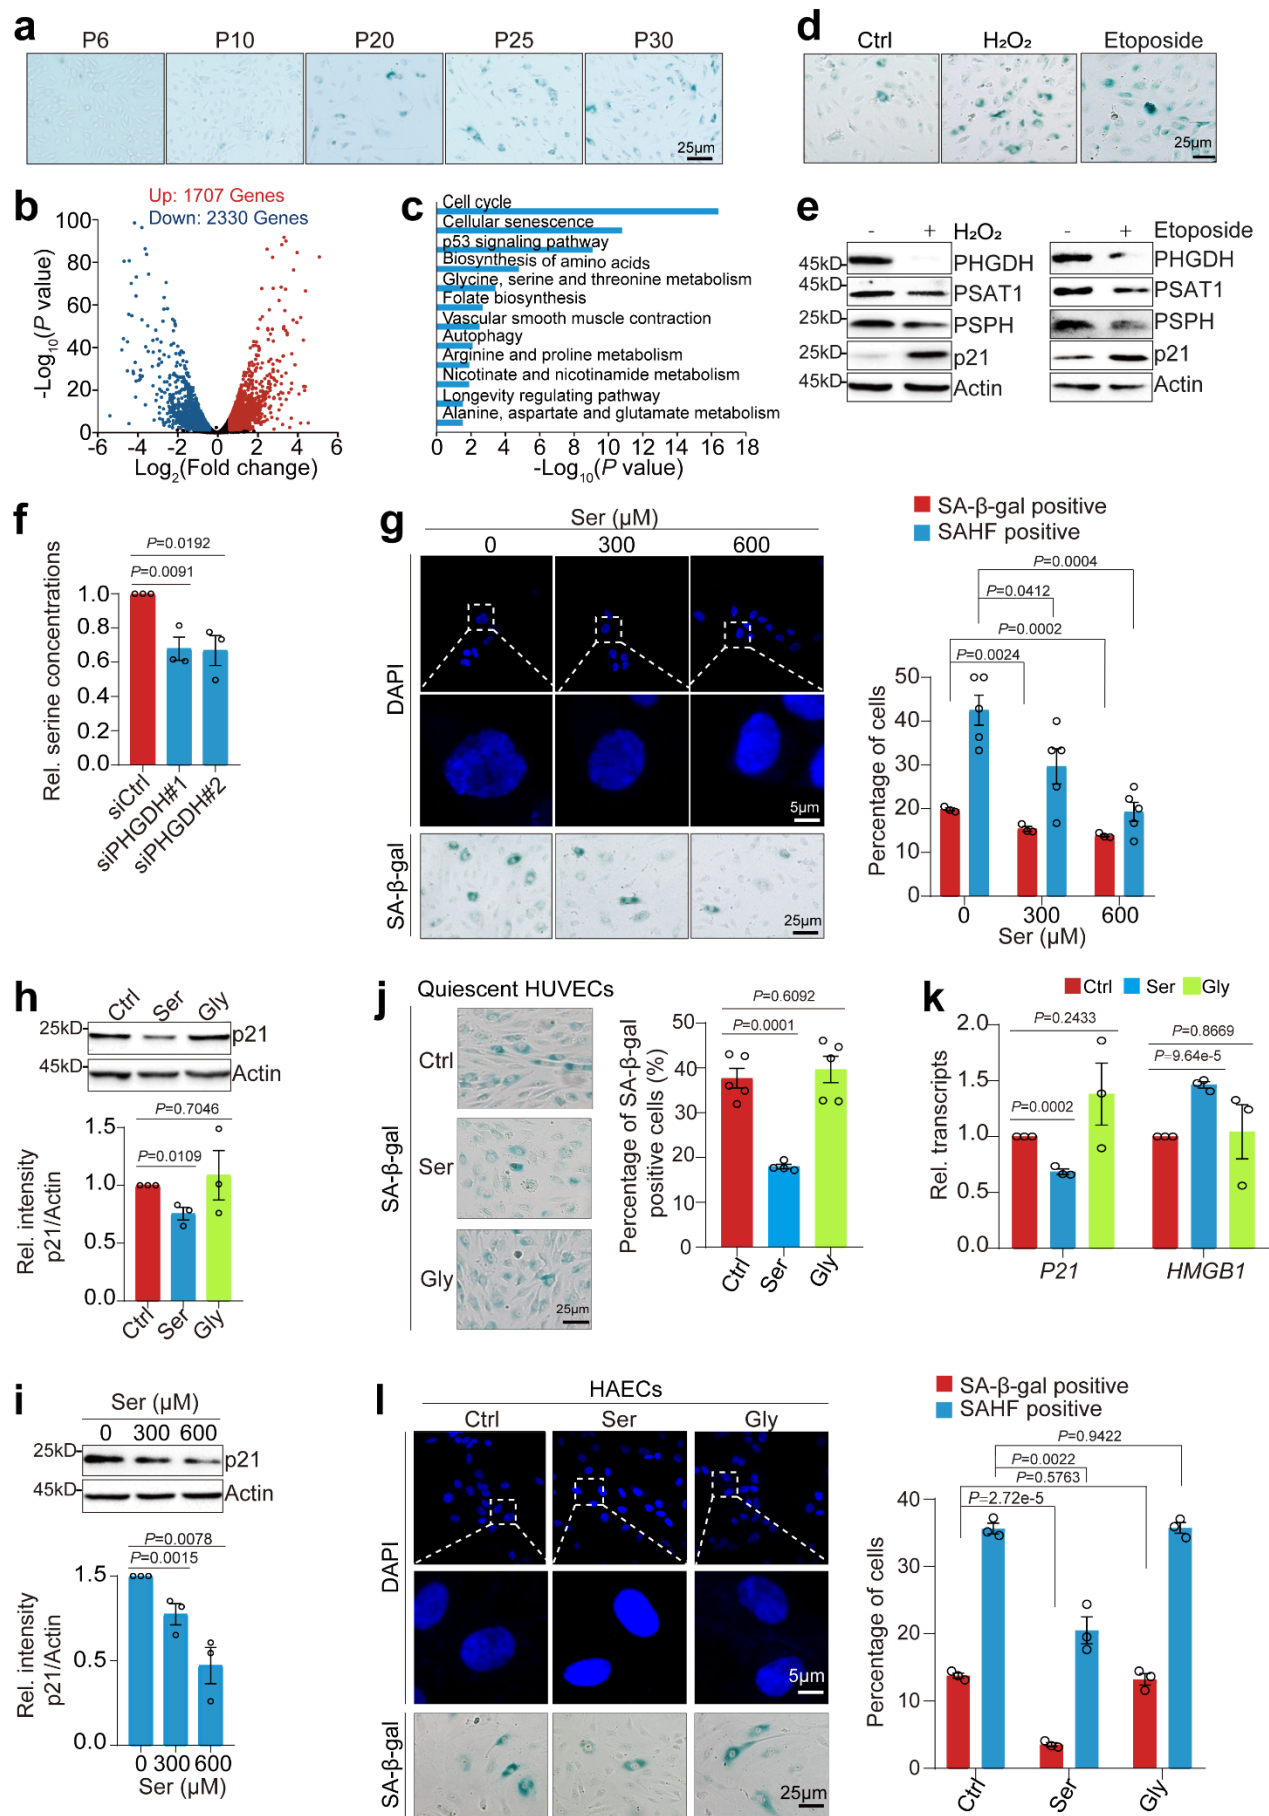 a
P6 P10 P20 P25 P30
25μm
d
Ctrl H₂O₂ Etoposide
25μm
b
Up: 1707 Genes
Down: 2330 Genes
-Log₁₀(P value)
100
80
60
40
20
0
-6 -4 -2 0 2 4 6
Log₂(Fold change)
c
Cell cycle
Cellular senescence
p53 signaling pathway
Biosynthesis of amino acids
Glycine, serine and threonine metabolism
Folate biosynthesis
Vascular smooth muscle contraction
Autophagy
Arginine and proline metabolism
Nicotinate and nicotinamide metabolism
Longevity regulating pathway
Alanine, aspartate and glutamate metabolism
0 2 4 6 8 10 12 14 16 18
-Log₁₀(P value)
e
- + H₂O₂
45kD PHGDH
45kD PSAT1
25kD PSPH
25kD p21
45kD Actin
- + Etoposide
PHGDH
PSAT1
PSPH
p21
Actin
f
Rel. serine concentrations
P=0.0192
P=0.0091
1.0
0.8
0.6
0.4
0.2
0.0
siCtrl siPHGDH#1 siPHGDH#2
g
Ser (μM)
0 300 600
DAPI
5μm
SA-β-gal
25μm
SA-β-gal positive
SAHF positive
P=0.0004
P=0.0412
P=0.0002
P=0.0024
Percentage of cells
50
40
30
20
10
0
0 300 600
Ser (μM)
h
Ctrl Ser Gly
25kD p21
45kD Actin
P=0.7046
P=0.0109
Rel. intensity
p21/Actin
1.5
1.0
0.5
0.0
Ctrl Ser Gly
j
Quiescent HUVECs
SA-β-gal
Ctrl
Ser
Gly
25μm
P=0.6092
P=0.0001
Percentage of SA-β-gal
positive cells (%)
50
40
30
20
10
0
Ctrl Ser Gly
k
Ctrl Ser Gly
P=0.2433
P=0.8669
P=9.64e-5
P=0.0002
Rel. transcripts
2.0
1.5
1.0
0.5
0.0
P21 HMGB1
i
Ser (μM)
0 300 600
25kD p21
45kD Actin
P=0.0078
P=0.0015
Rel. intensity
p21/Actin
1.5
0.5
0.0
0 300 600
Ser (μM)
l
HAECs
Ctrl Ser Gly
DAPI
5μm
SA-β-gal
25μm
SA-β-gal positive
SAHF positive
P=0.9422
P=0.0022
P=0.5763
P=2.72e-5
Percentage of cells
40
30
20
10
0
Ctrl Ser Gly